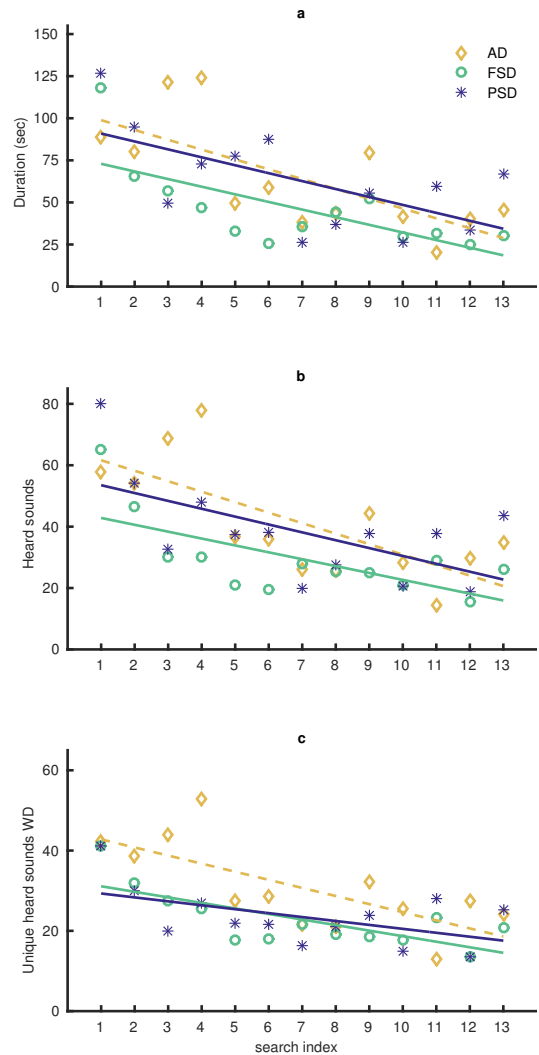 a
150
125
100
75
50
25
0
Duration (sec)
AD
FSD
PSD
1 2 3 4 5 6 7 8 9 10 11 12 13
b
80
60
40
20
0
Heard sounds
1 2 3 4 5 6 7 8 9 10 11 12 13
c
60
40
20
0
Unique heard sounds WD
1 2 3 4 5 6 7 8 9 10 11 12 13
search index